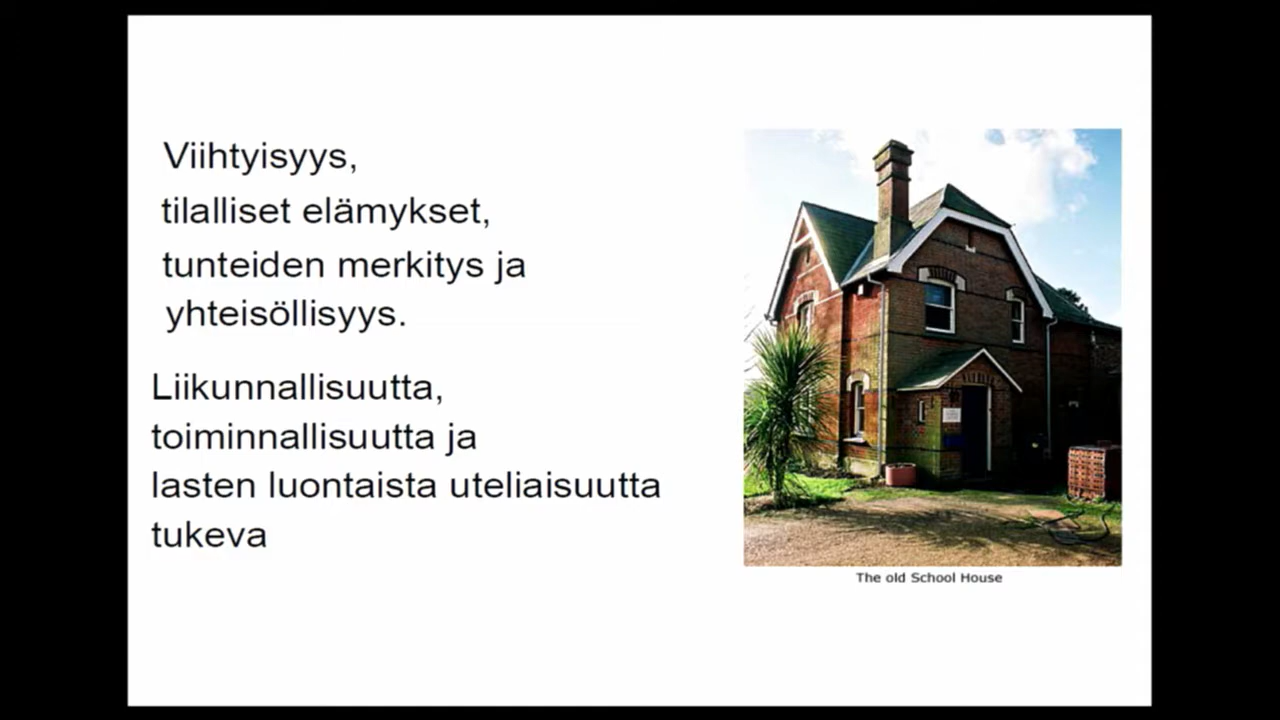 Viihtyisyys,
tilalliset elämykset,
tunteiden merkitys ja
yhteisöllisyys.
Liikunnallisuutta,
toiminnallisuutta ja
lasten luontaista uteliaisuutta
tukeva
The old School House